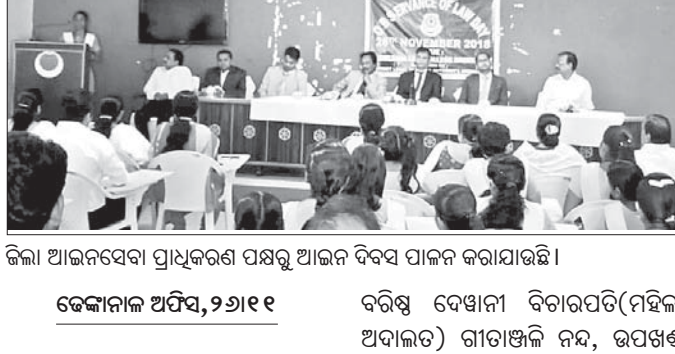 OBSERVANCE OF LAW DAY
26TH NOVEMBER 2018
ଜିଲା ଆଇନସେବା ପ୍ରାଧିକରଣ ପକ୍ଷରୁ ଆଇନ ଦିବସ ପାଳନ କରାଯାଉଛି।
ଢେଙ୍କାନାଳ ଅଫିସ,୨୬।୧୧
ବରିଷ୍ଠ ଦେୱାନୀ ବିଚାରପତି(ମହିଳା
ଅଦାଲତ) ଗୀତାଞ୍ଜଳି ନନ୍ଦ, ଉପଖଣ୍ଡ